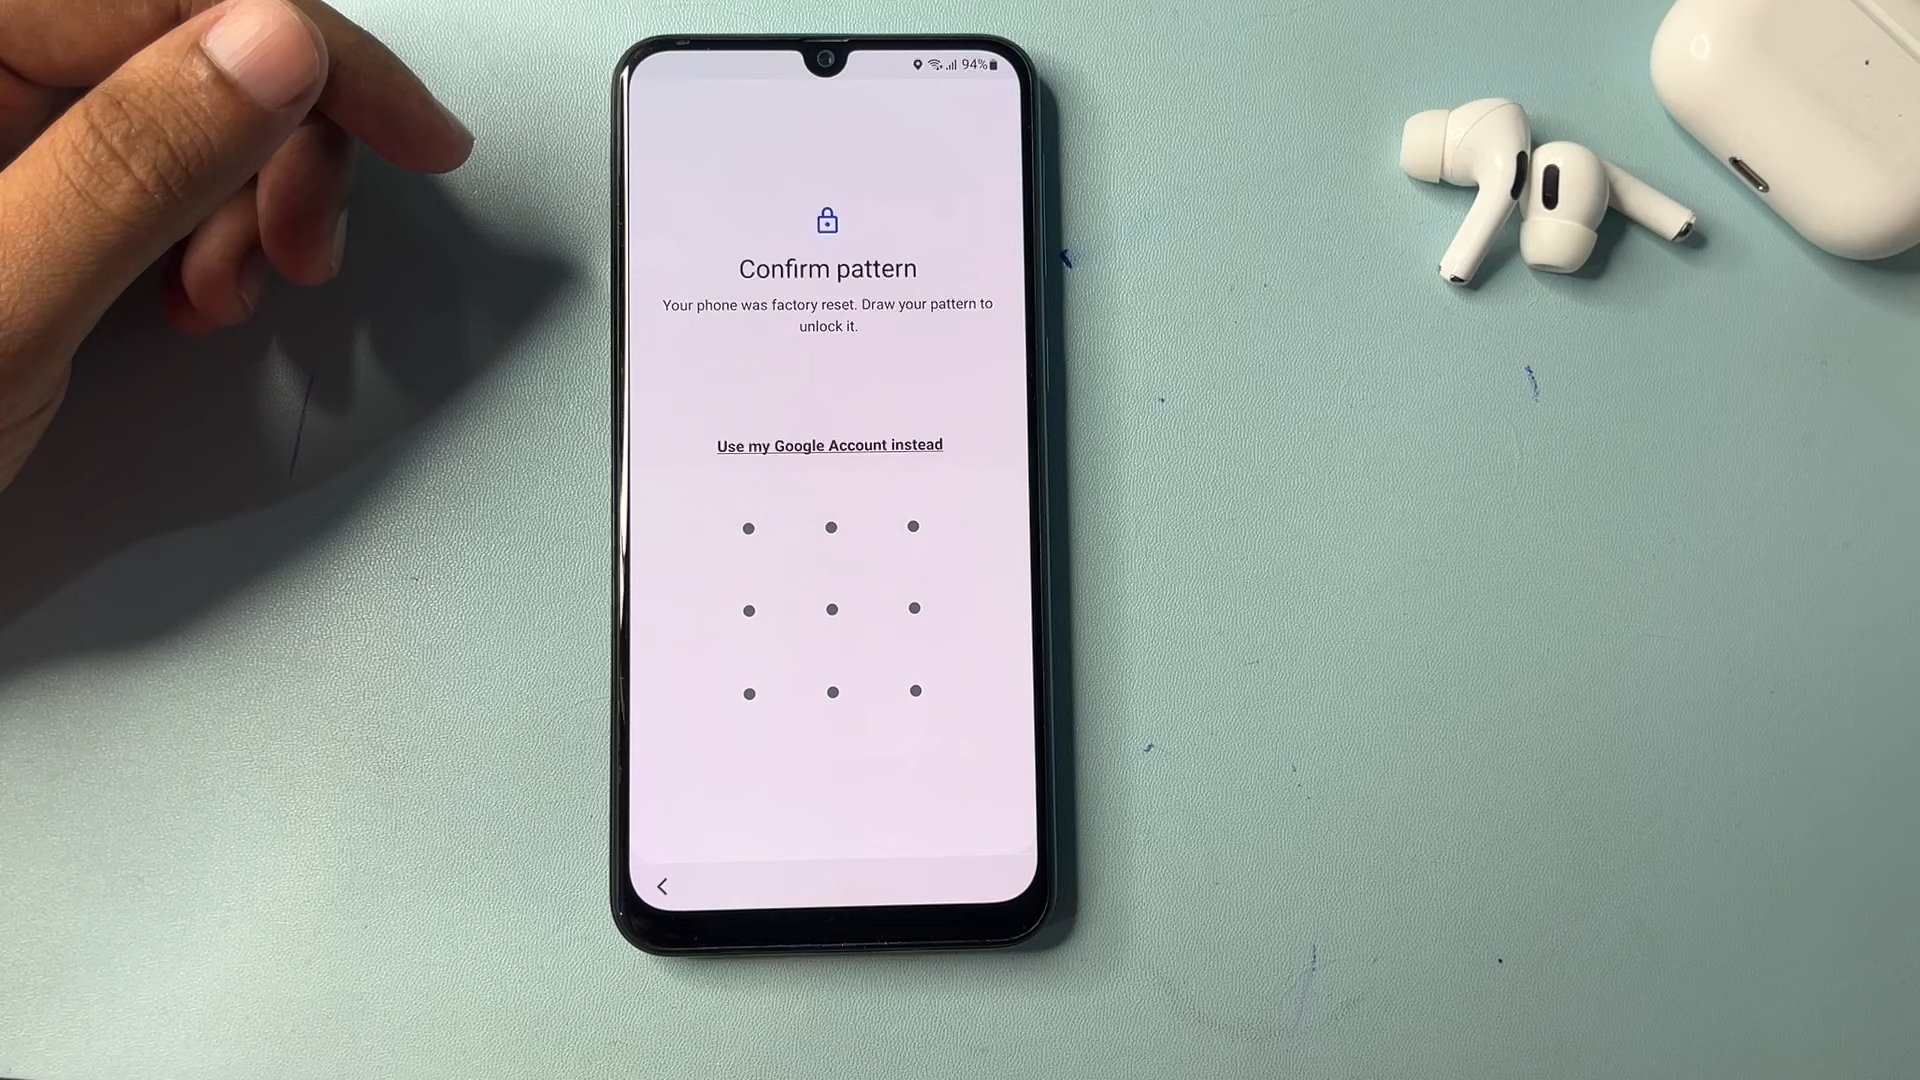 94%
Confirm pattern
Your phone was factory reset. Draw your pattern to
unlock it.
Use my Google Account instead